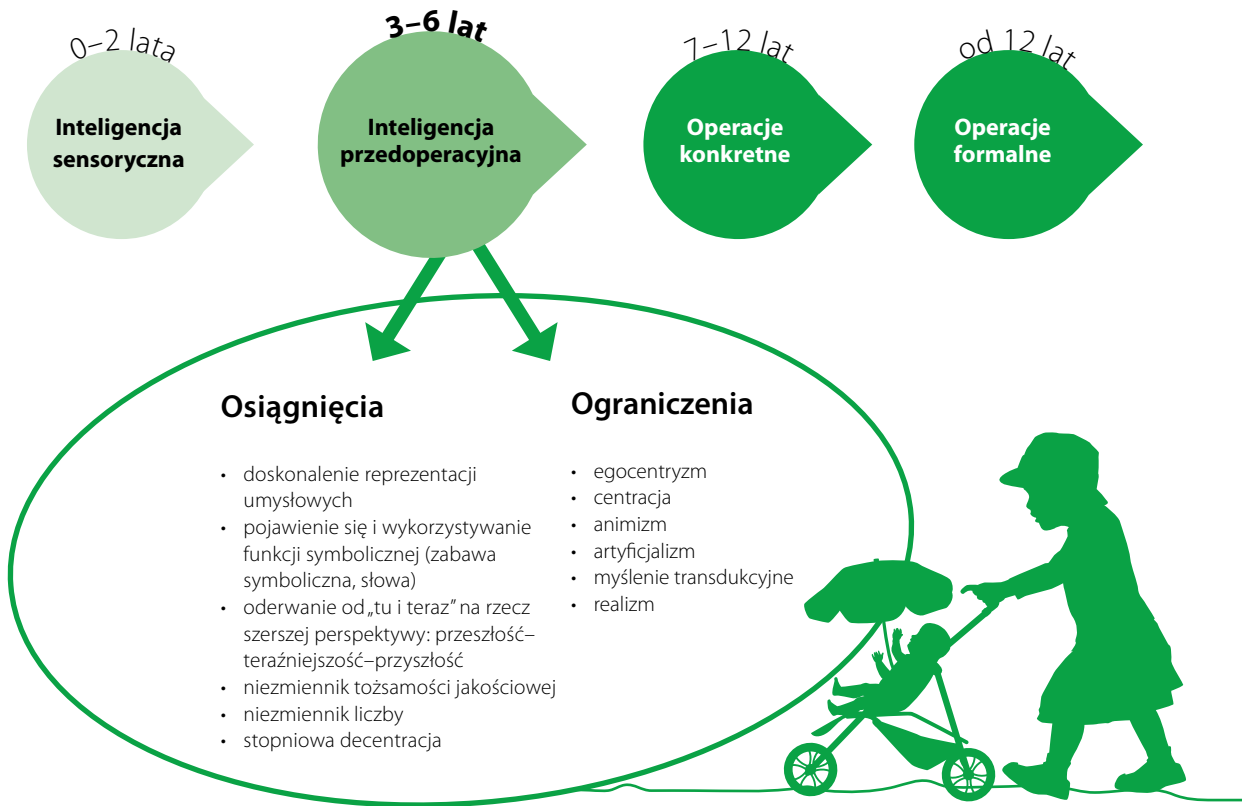 0–2 lata
3–6 lat
7–12 lat
od 12 lat
Inteligencja
sensoryczna
Inteligencja
przedoperacyjna
Operacje
konkretne
Operacje
formalne
Osiągnięcia
• doskonalenie reprezentacji
umysłowych
• pojawienie się i wykorzystywanie
funkcji symbolicznej (zabawa
symboliczna, słowa)
• oderwanie od „tu i teraz” na rzecz
szerszej perspektywy: przeszłość–
teraźniejszość–przyszłość
• niezmiennik tożsamości jakościowej
• niezmiennik liczby
• stopniowa decentracja
Ograniczenia
• egocentryzm
• centracja
• animizm
• artyficjalizm
• myślenie transdukcyjne
• realizm